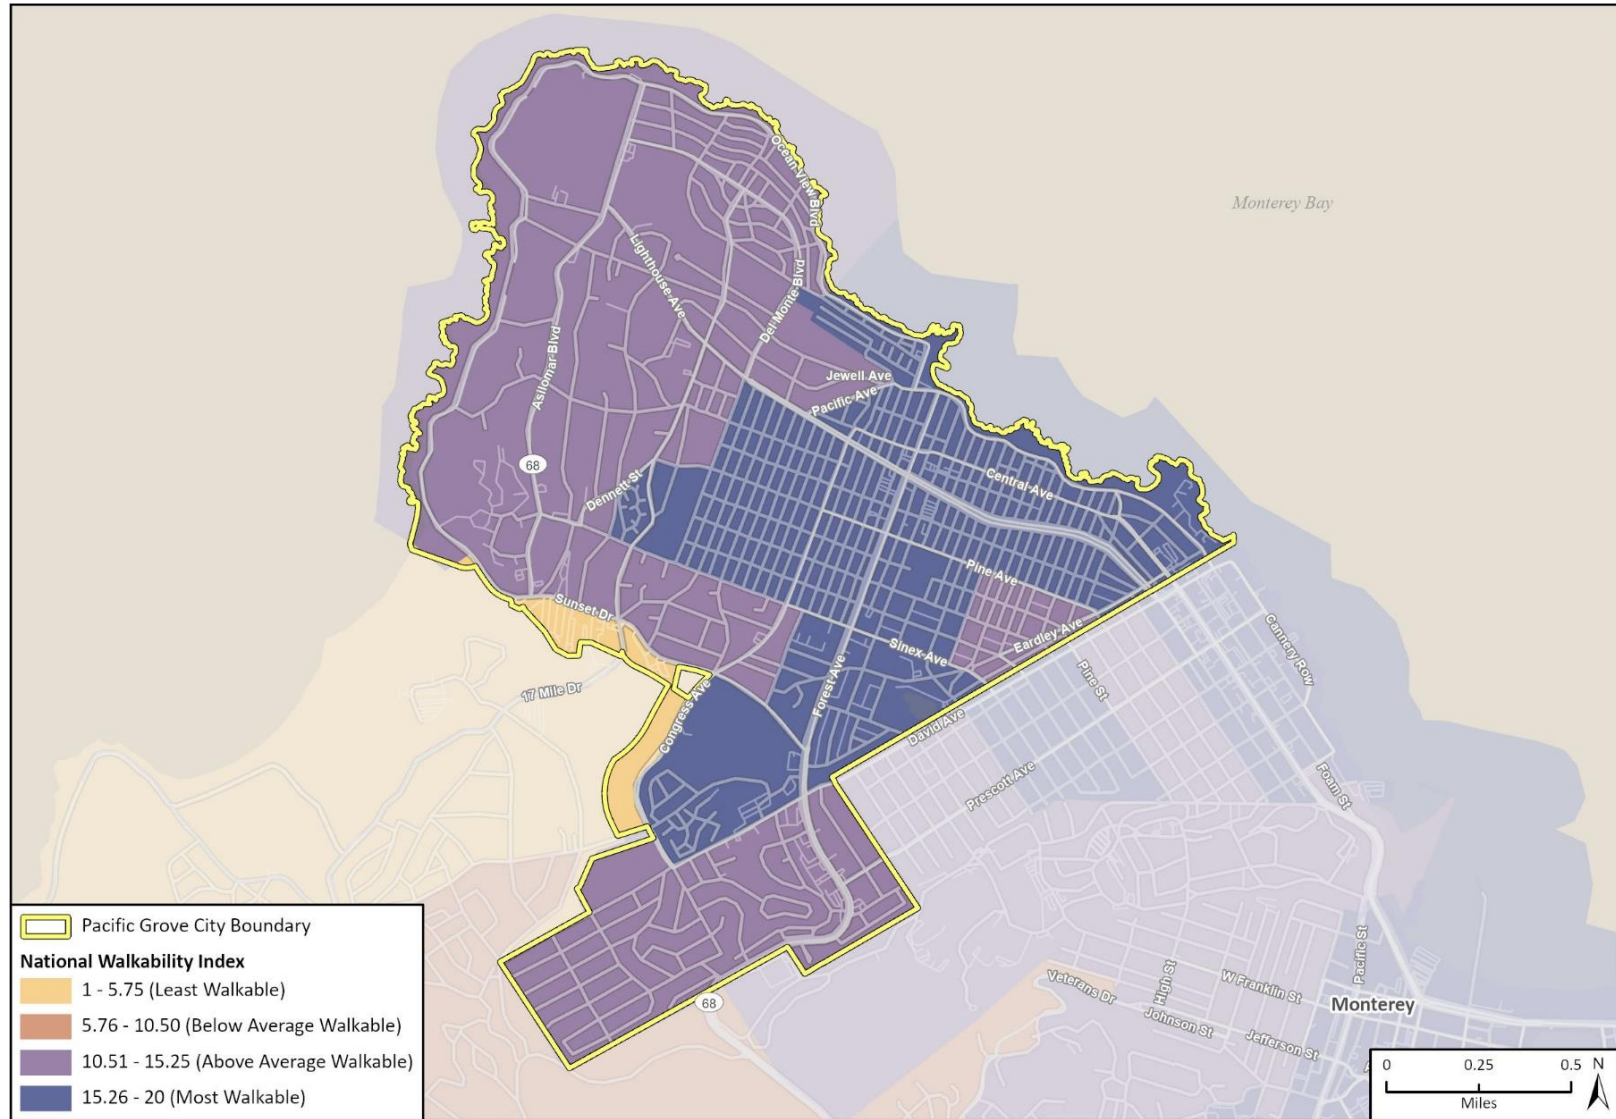 Monterey Bay
Ocean View Blvd
Lighthouse Ave
Del Monte Blvd
Asilomar Blvd
Jewell Ave
Pacific Ave
68
Central Ave
Dennett St
Pine Ave
Sunset Dr
Eardley Ave
Sinex Ave
Cannery Row
Pine St
17 Mile Dr
Forest Ave
Congress Ave
David Ave
Prescott Ave
Foam St
Pacific St
68
Veterans Dr
High St
W Franklin St
Monterey
Johnson St
Jefferson St
Pacific Grove City Boundary
National Walkability Index
1 - 5.75 (Least Walkable)
5.76 - 10.50 (Below Average Walkable)
10.51 - 15.25 (Above Average Walkable)
15.26 - 20 (Most Walkable)
0 0.25 0.5 N
Miles